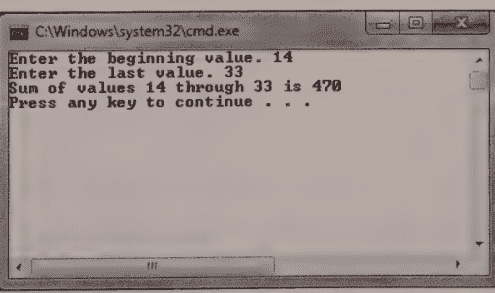 C:\Windows\system32\cmd.exe
Enter the beginning value. 14
Enter the last value. 33
Sum of values 14 through 33 is 470
Press any key to continue . . .